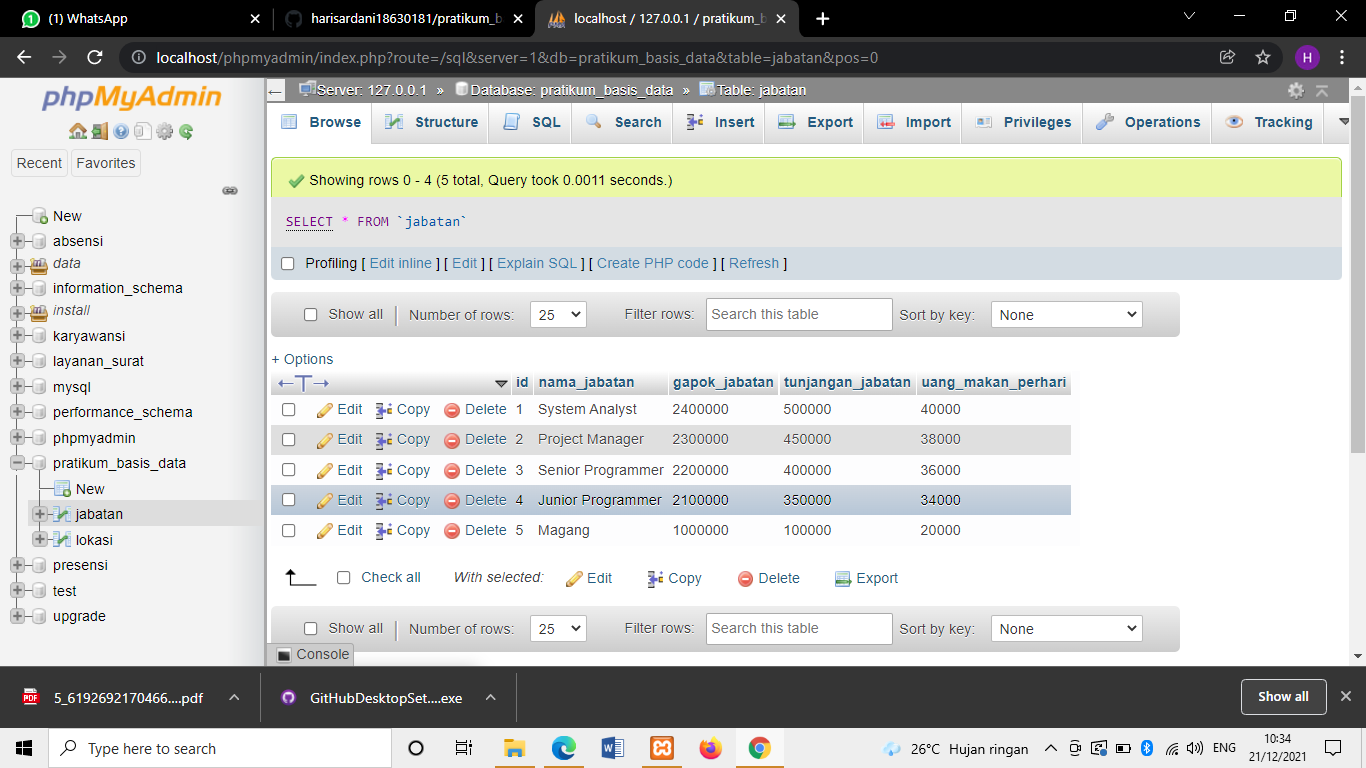 (1) WhatsApp
harisardani18630181/pratikum_b
localhost / 127.0.0.1 / pratikum_b
localhost/phpmyadmin/index.php?route=/sql&server=1&db=pratikum_basis_data&table=jabatan&pos=0
H
phpMyAdmin
Recent
Favorites
New
absensi
data
information_schema
install
karyawansi
layanan_surat
mysql
performance_schema
phpmyadmin
pratikum_basis_data
New
jabatan
lokasi
presensi
test
upgrade
Server: 127.0.0.1 » Database: pratikum_basis_data » Table: jabatan
Browse Structure SQL Search Insert Export Import Privileges Operations Tracking
Showing rows 0 - 4 (5 total, Query took 0.0011 seconds.)
SELECT * FROM `jabatan`
Profiling [ Edit inline ] [ Edit ] [ Explain SQL ] [ Create PHP code ] [ Refresh ]
Show all | Number of rows: 25 Filter rows: Search this table Sort by key: None
+ Options
id nama_jabatan gapok_jabatan tunjangan_jabatan uang_makan_perhari
Edit Copy Delete 1 System Analyst 2400000 500000 40000
Edit Copy Delete 2 Project Manager 2300000 450000 38000
Edit Copy Delete 3 Senior Programmer 2200000 400000 36000
Edit Copy Delete 4 Junior Programmer 2100000 350000 34000
Edit Copy Delete 5 Magang 1000000 100000 20000
Check all With selected: Edit Copy Delete Export
Show all | Number of rows: 25 Filter rows: Search this table Sort by key: None
Console
PDF 5_6192692170466....pdf
GitHubDesktopSet....exe
Show all
Type here to search
26°C Hujan ringan
ENG
10:34
21/12/2021